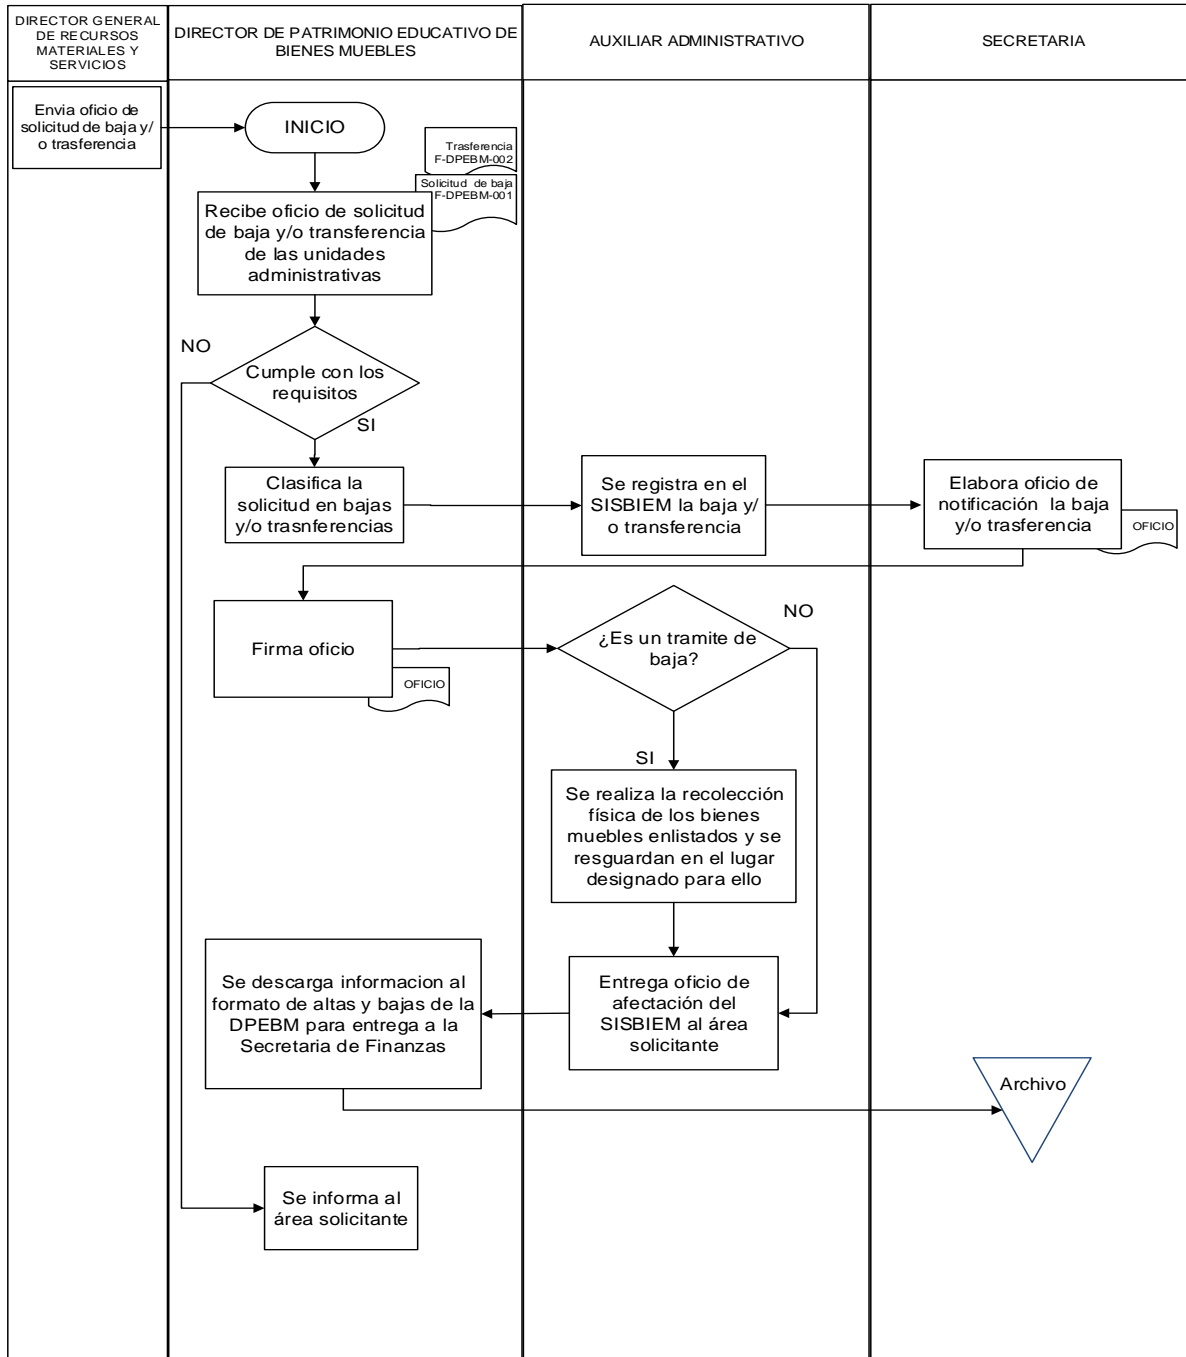 DIRECTOR GENERAL
DE RECURSOS
MATERIALES Y
SERVICIOS
DIRECTOR DE PATRIMONIO EDUCATIVO DE
BIENES MUEBLES
AUXILIAR ADMINISTRATIVO
SECRETARIA
Envia oficio de
solicitud de baja y/
o trasferencia
INICIO
Trasferencia
F-DPEBM-002
Solicitud de baja
F-DPEBM-001
Recibe oficio de solicitud
de baja y/o transferencia
de las unidades
administrativas
NO
Cumple con los
requisitos
SI
Clasifica la
solicitud en bajas
y/o trasnferencias
Se registra en el
SISBIEM la baja y/
o transferencia
Elabora oficio de
notificación la baja
y/o trasferencia
OFICIO
Firma oficio
OFICIO
¿Es un tramite de
baja?
NO
SI
Se realiza la recolección
física de los bienes
muebles enlistados y se
resguardan en el lugar
designado para ello
Se descarga informacion al
formato de altas y bajas de la
DPEBM para entrega a la
Secretaria de Finanzas
Entrega oficio de
afectación del
SISBIEM al área
solicitante
Archivo
Se informa al
área solicitante